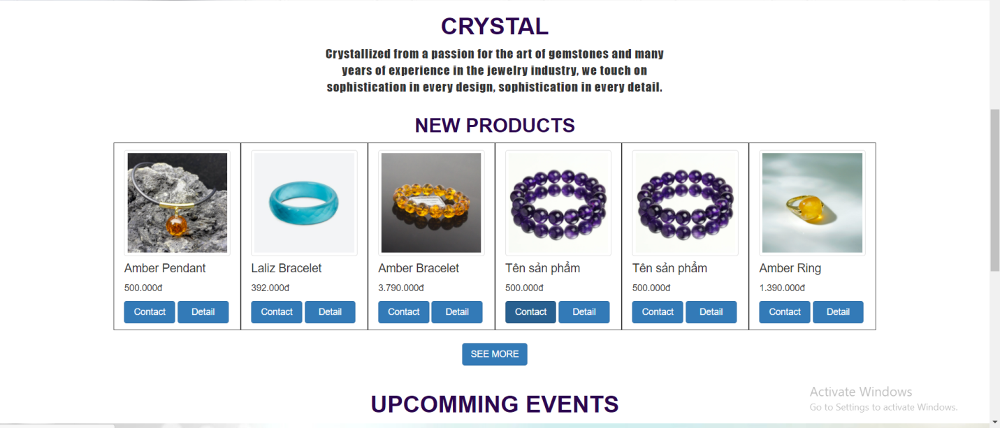 CRYSTAL
Crystallized from a passion for the art of gemstones and many
years of experience in the jewelry industry, we touch on
sophistication in every design, sophistication in every detail.
NEW PRODUCTS
Amber Pendant
500.000đ
Contact Detail
Laliz Bracelet
392.000đ
Contact Detail
Amber Bracelet
3.790.000đ
Contact Detail
Tên sản phẩm
500.000đ
Contact Detail
Tên sản phẩm
500.000đ
Contact Detail
Amber Ring
1.390.000đ
Contact Detail
SEE MORE
UPCOMMING EVENTS
Activate Windows
Go to Settings to activate Windows.